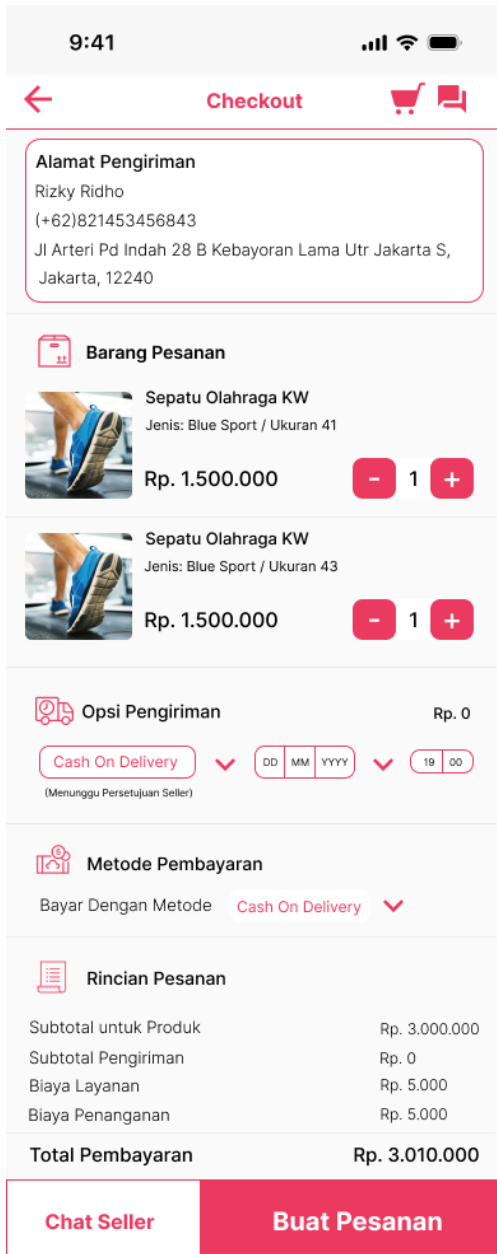 9:41
Checkout
Alamat Pengiriman
Rizky Ridho
(+62)821453456843
Jl Arteri Pd Indah 28 B Kebayoran Lama Utr Jakarta S,
Jakarta, 12240
Barang Pesanan
Sepatu Olahraga KW
Jenis: Blue Sport / Ukuran 41
Rp. 1.500.000 - 1 +
Sepatu Olahraga KW
Jenis: Blue Sport / Ukuran 43
Rp. 1.500.000 - 1 +
Opsi Pengiriman Rp. 0
Cash On Delivery DD MM YYYY 19 00
(Menunggu Persetujuan Seller)
Metode Pembayaran
Bayar Dengan Metode Cash On Delivery
Rincian Pesanan
Subtotal untuk Produk Rp. 3.000.000
Subtotal Pengiriman Rp. 0
Biaya Layanan Rp. 5.000
Biaya Penanganan Rp. 5.000
Total Pembayaran Rp. 3.010.000
Chat Seller Buat Pesanan